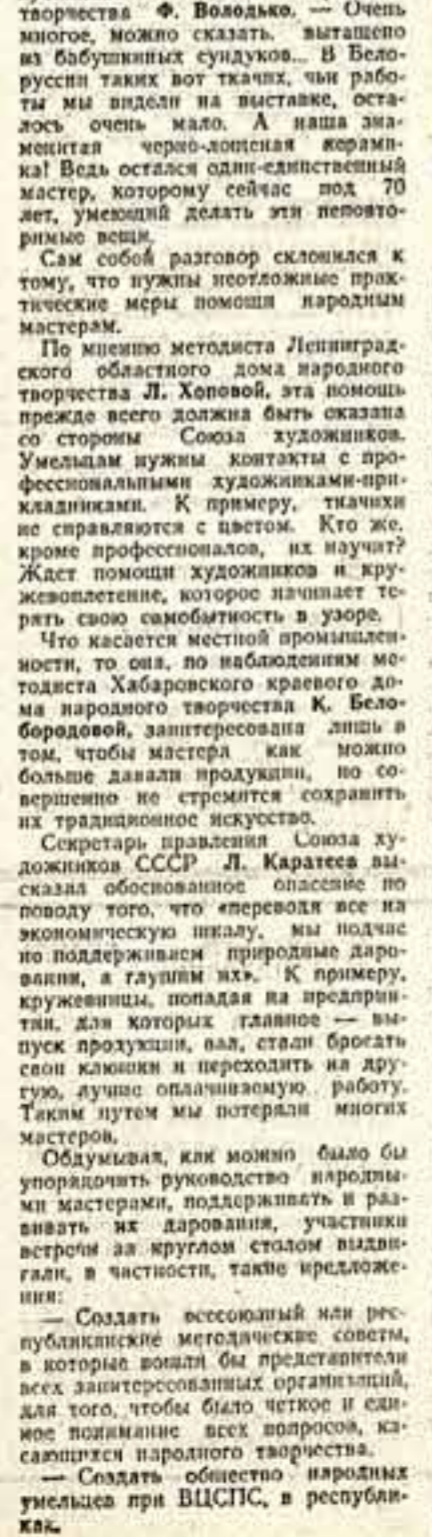 творчества Ф. Володько. — Очень
многое, можно сказать, вытащено
из бабушкиных сундуков... В Бело-
руссии таких вот ткачих, чьи рабо-
ты мы видели на выставке, оста-
лось очень мало. А наша зна-
менитая черно-лощеная керами-
ка! Ведь остался один-единственный
мастер, которому сейчас под 70
лет, умеющий делать эти неповто-
римые вещи.
Сам собой разговор склонился к
тому, что нужны неотложные прак-
тические меры помощи народным
мастерам.
По мнению методиста Ленинград-
ского областного дома народного
творчества Л. Хоповой, эта помощь
прежде всего должна быть оказана
со стороны Союза художников.
Умельцам нужны контакты с про-
фессиональными художниками-при-
кладниками. К примеру, ткачихи
не справляются с цветом. Кто же,
кроме профессионалов, их научит?
Ждет помощи художников и кру-
жевоплетение, которое начинает те-
рять свою самобытность в узоре.
Что касается местной промышлен-
ности, то она, по наблюдениям ме-
тодиста Хабаровского краевого до-
ма народного творчества К. Бело-
бородовой, заинтересована лишь в
том, чтобы мастера как можно
больше давали продукции, но со-
вершенно не стремится сохранить
их традиционное искусство.
Секретарь правления Союза ху-
дожников СССР Л. Каратеев вы-
сказал обоснованное опасение по
поводу того, что «переводя все на
экономическую шкалу, мы подчас
не поддерживаем природные даро-
вания, а глушим их». К примеру,
кружевницы, попадая на предприя-
тия, для которых главное — вы-
пуск продукции, вал, стали бросать
свои клюшки и переходить на дру-
гую, лучше оплачиваемую работу.
Таким путем мы потеряли многих
мастеров.
Обдумывая, как можно было бы
упорядочить руководство народны-
ми мастерами, поддерживать и раз-
вивать их дарования, участники
встречи за круглом столом выдви-
гали, в частности, такие предложе-
ния:
— Создать всесоюзный или рес-
публиканские методические советы,
в которые вошли бы представители
всех заинтересованных организаций,
для того, чтобы было четкое и еди-
ное понимание всех вопросов, ка-
сающихся народного творчества.
— Создать общество народных
умельцев при ВЦСПС, в республи-
ках.